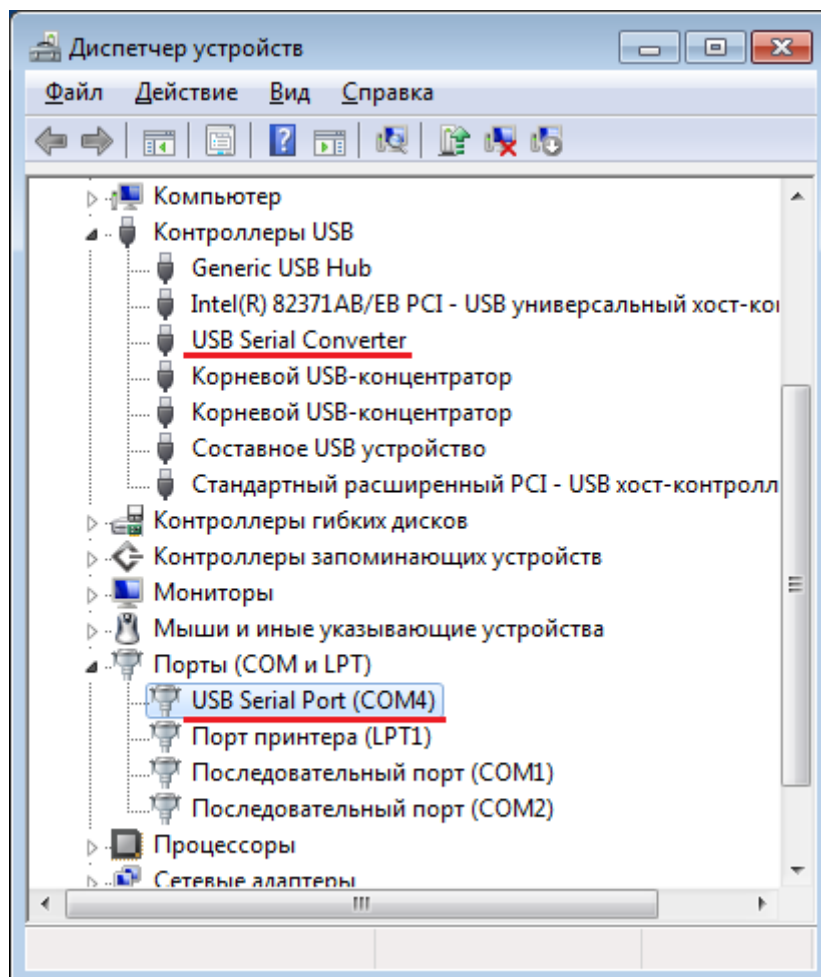 Диспетчер устройств
Файл Действие Вид Справка
Компьютер
Контроллеры USB
Generic USB Hub
Intel(R) 82371AB/EB PCI - USB универсальный хост-кон
USB Serial Converter
Корневой USB-концентратор
Корневой USB-концентратор
Составное USB устройство
Стандартный расширенный PCI - USB хост-контролл
Контроллеры гибких дисков
Контроллеры запоминающих устройств
Мониторы
Мыши и иные указывающие устройства
Порты (COM и LPT)
USB Serial Port (COM4)
Порт принтера (LPT1)
Последовательный порт (COM1)
Последовательный порт (COM2)
Процессоры
Сетевые адаптеры